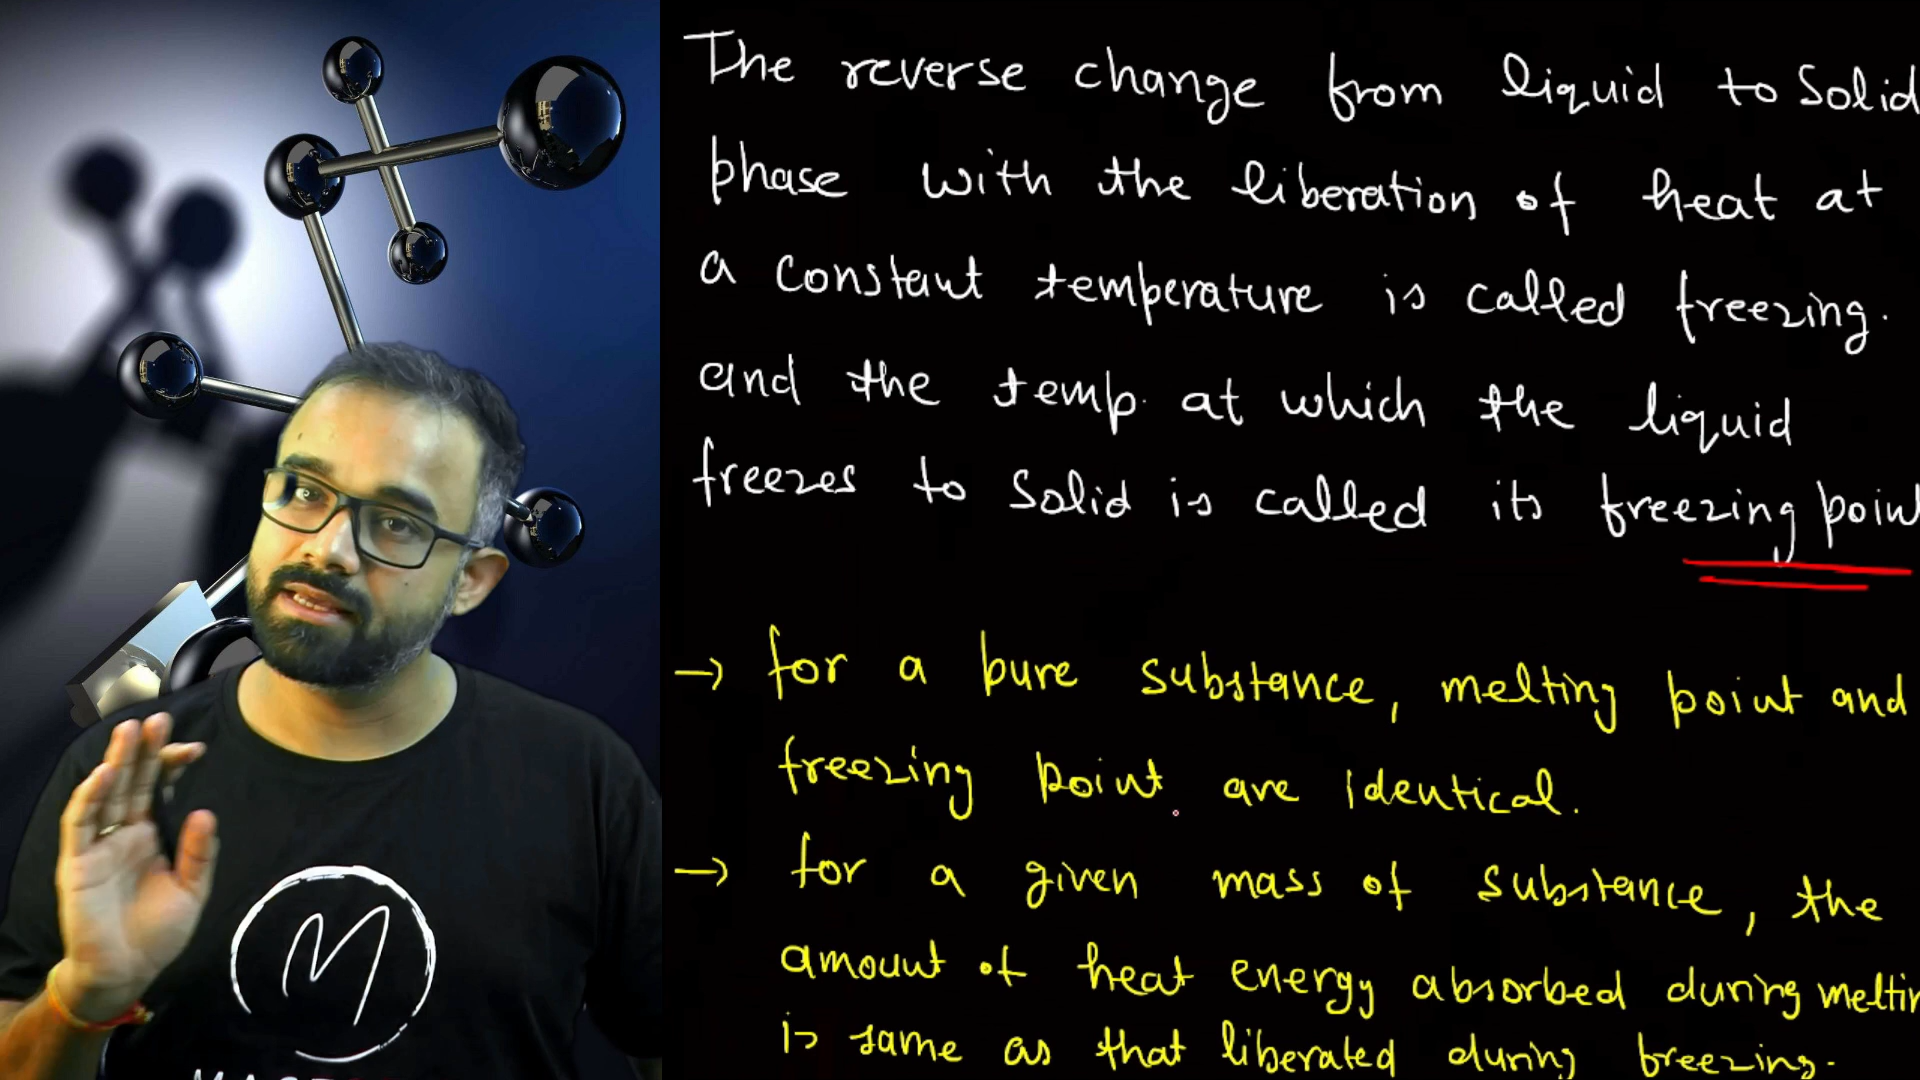 The reverse change from liquid to Solid
phase with the liberation of heat at
a constant temperature is called freezing.
and the temp. at which the liquid
freezes to Solid is called its freezing point
→ for a pure substance, melting point and
freezing point are identical.
→ for a given mass of substance, the
amount of heat energy absorbed during meltin
is same as that liberated during freezing.
M